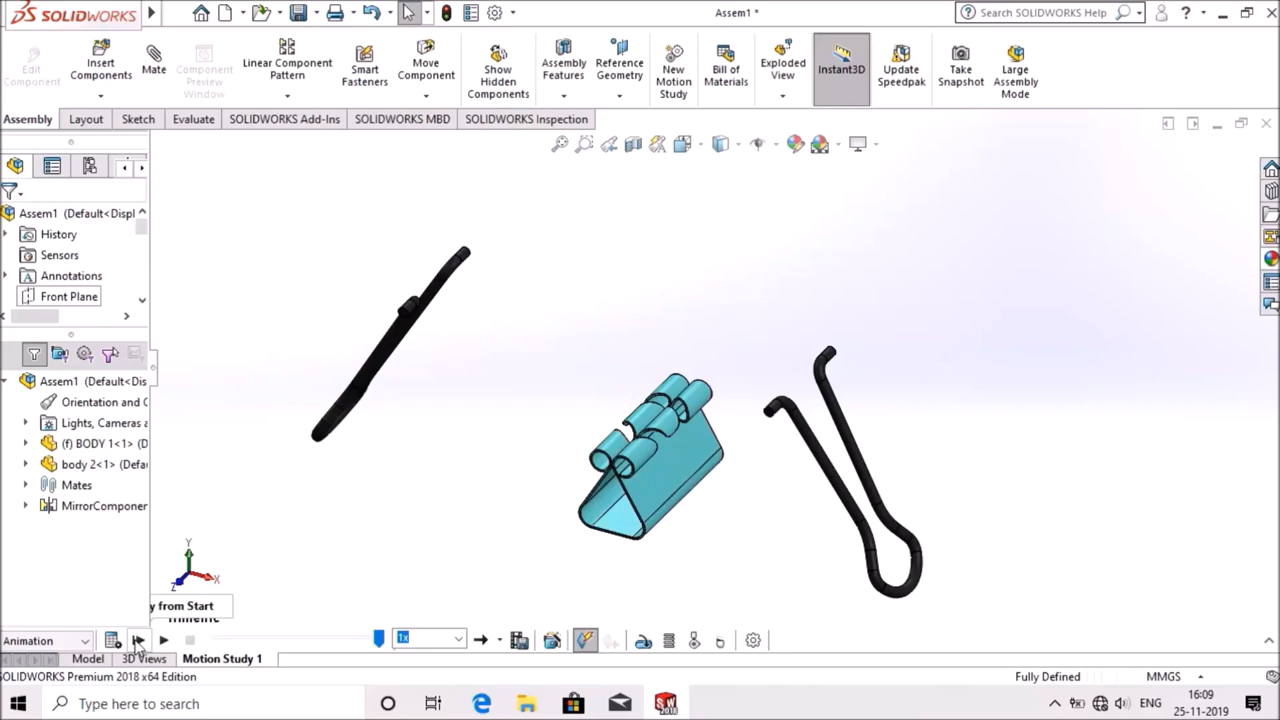 SOLIDWORKS
Assem1 *
Search SOLIDWORKS Help
?
Edit Component
Insert Components
Mate
Component Preview Window
Linear Component Pattern
Smart Fasteners
Move Component
Show Hidden Components
Assembly Features
Reference Geometry
New Motion Study
Bill of Materials
Exploded View
Instant3D
Update Speedpak
Take Snapshot
Large Assembly Mode
Assembly
Layout
Sketch
Evaluate
SOLIDWORKS Add-Ins
SOLIDWORKS MBD
SOLIDWORKS Inspection
Assem1 (Default<Displ
History
Sensors
Annotations
Front Plane
Assem1 (Default<Dis
Orientation and C
Lights, Cameras a
(f) BODY 1<1> (D
body 2<1> (Defau
Mates
MirrorComponen
Y
X
Z
y from Start
Animation
1x
Model
3D Views
Motion Study 1
SOLIDWORKS Premium 2018 x64 Edition
Fully Defined
MMGS
Type here to search
SW
2018
ENG
16:09
25-11-2019